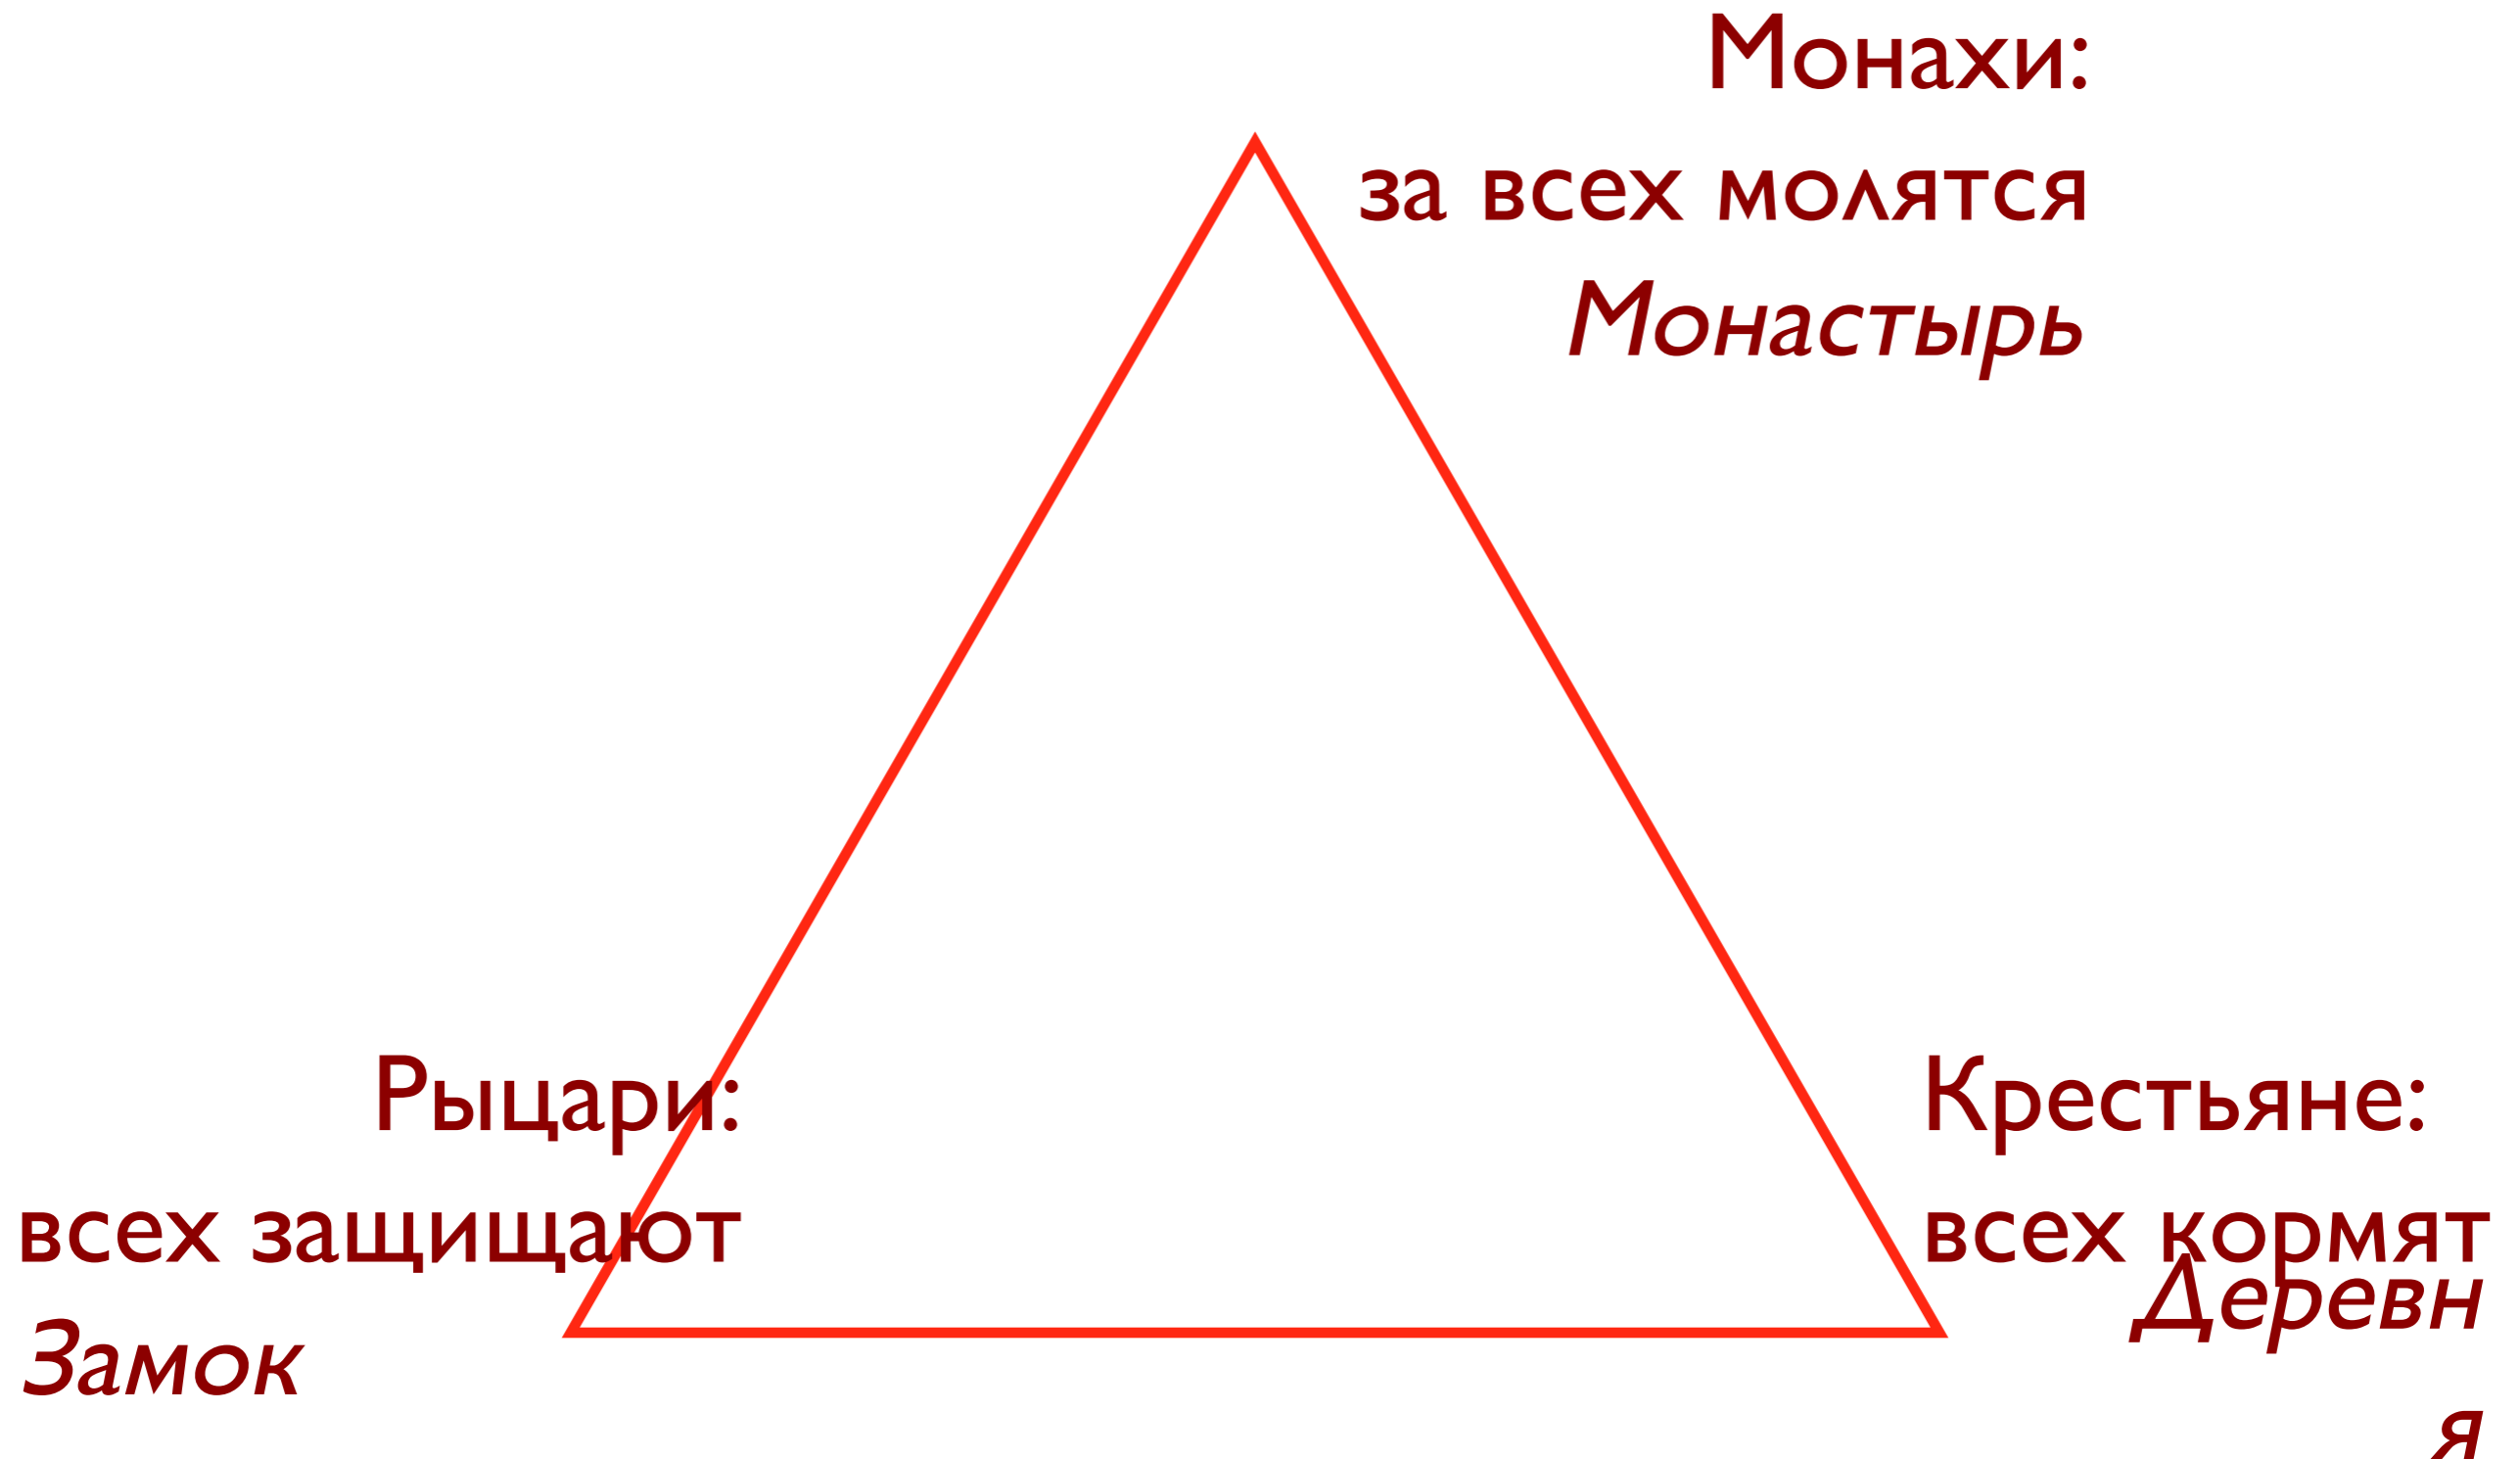 Монахи:
за всех молятся
Монастырь
Рыцари:
всех защищают
Замок
Крестьяне:
всех кормят
Деревн
я